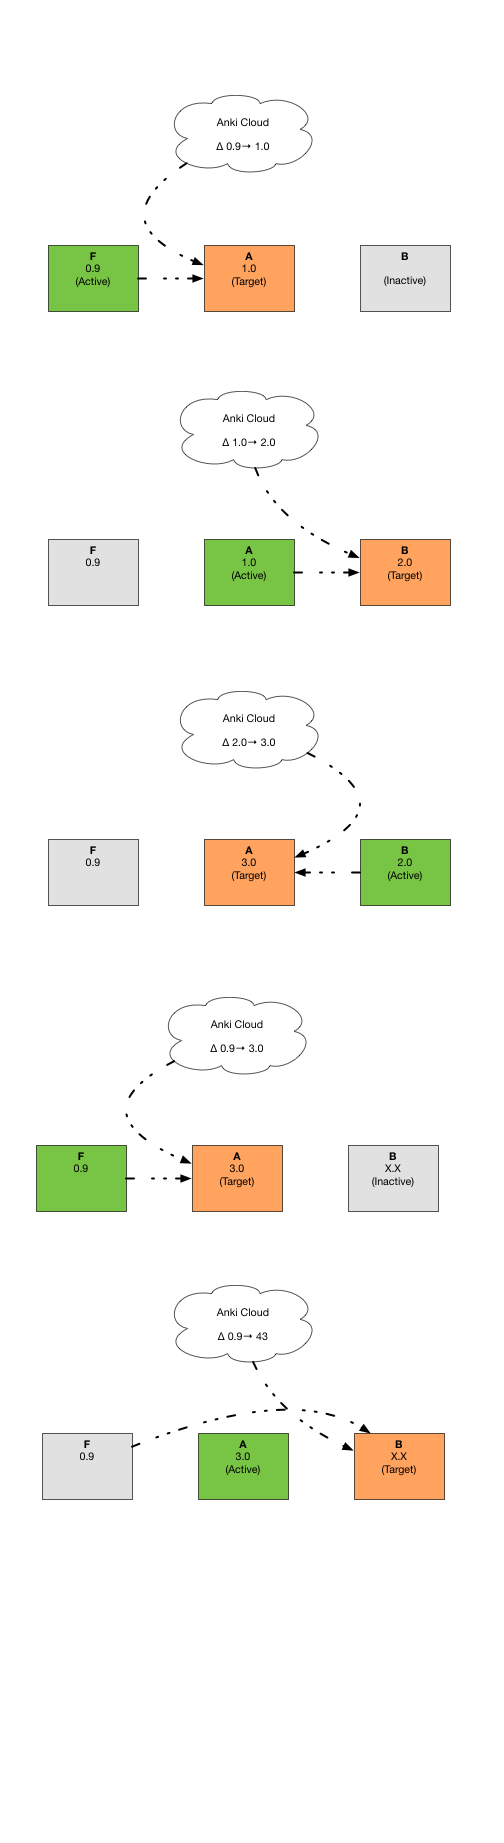 Anki Cloud
Δ 0.9→ 1.0
F
0.9
(Active)
A
1.0
(Target)
B
(Inactive)
Anki Cloud
Δ 1.0→ 2.0
F
0.9
A
1.0
(Active)
B
2.0
(Target)
Anki Cloud
Δ 2.0→ 3.0
F
0.9
A
3.0
(Target)
B
2.0
(Active)
Anki Cloud
Δ 0.9→ 3.0
F
0.9
A
3.0
(Target)
B
X.X
(Inactive)
Anki Cloud
Δ 0.9→ 43
F
0.9
A
3.0
(Active)
B
X.X
(Target)